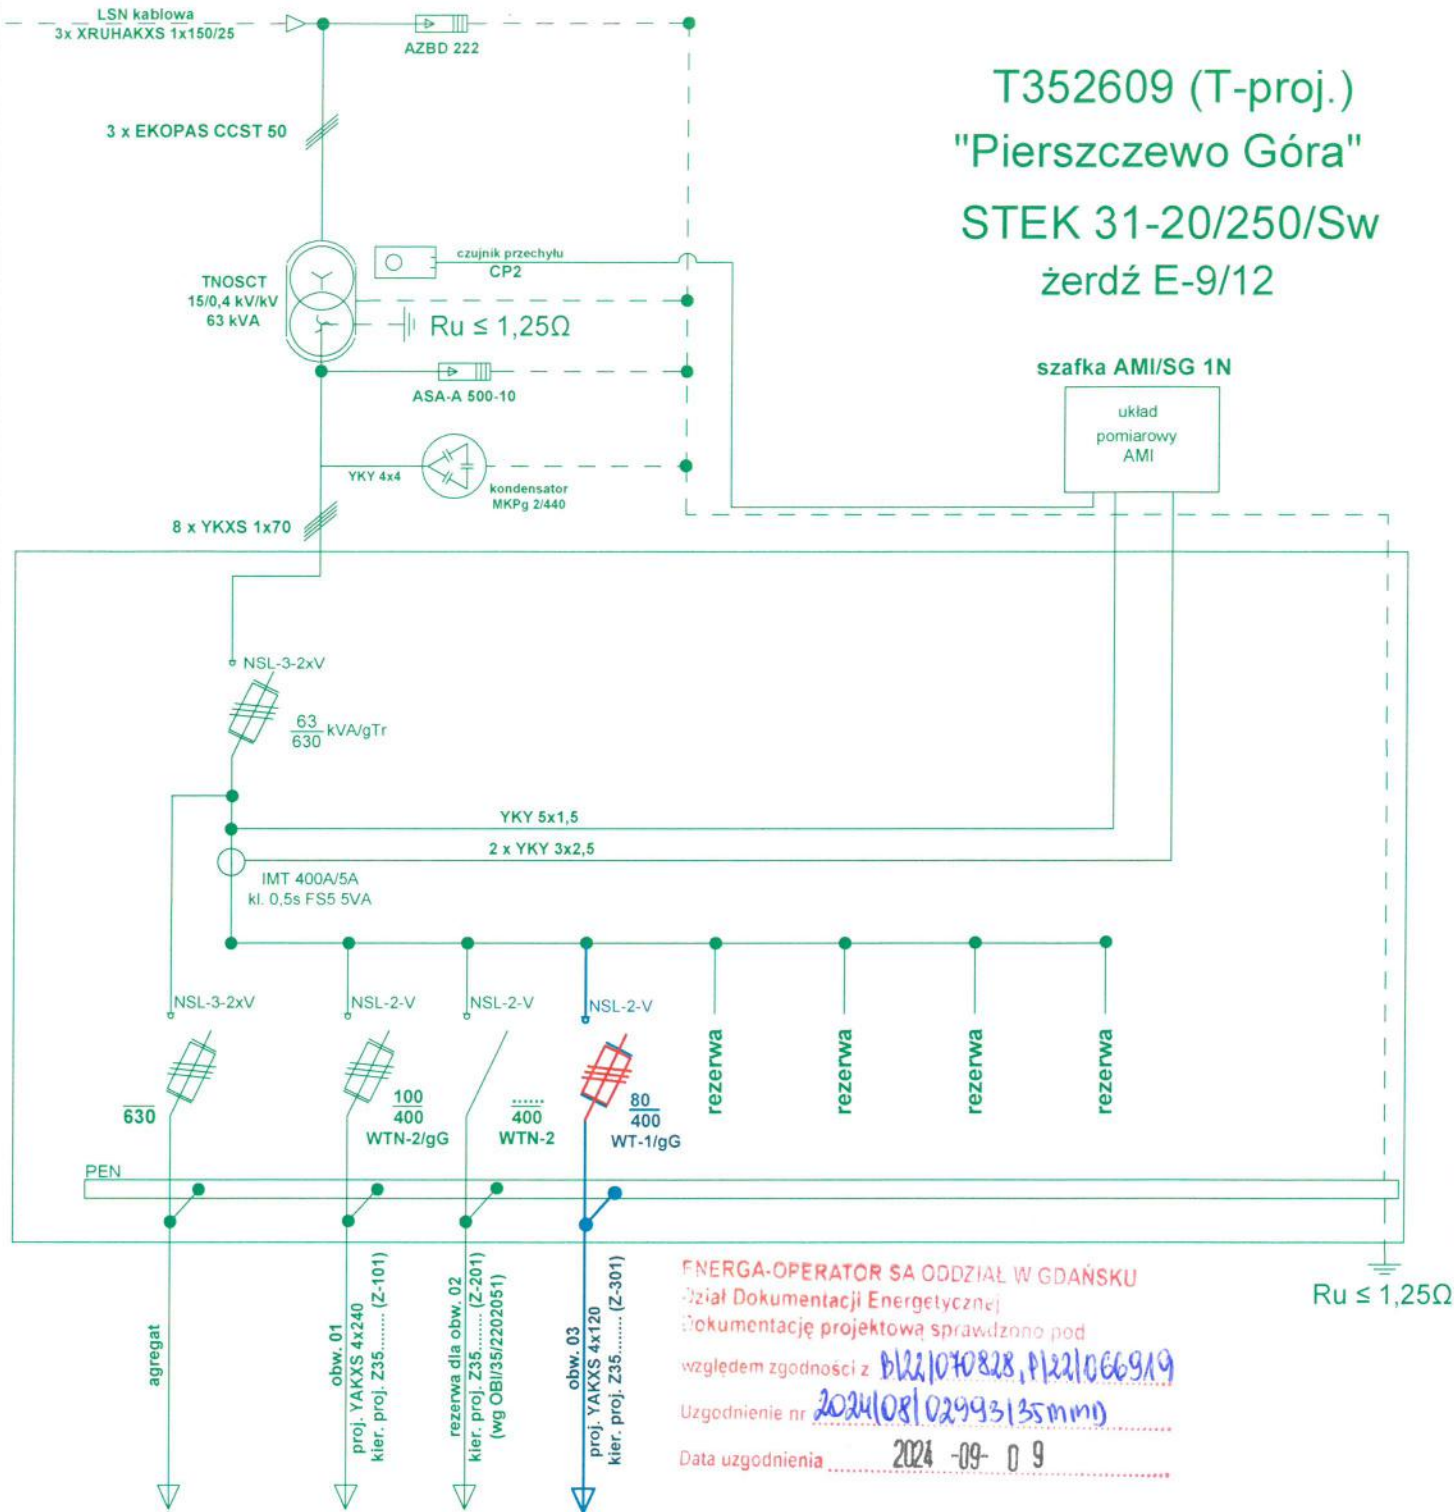 LSN kablowa
3x XRUHAKXS 1x150/25
AZBD 222
T352609 (T-proj.)
"Pierszczewo Góra"
STEK 31-20/250/Sw
żerdź E-9/12
3 x EKOPAS CCST 50
TNOSCT
15/0,4 kV/kV
63 kVA
czujnik przechyłu
CP2
Ru ≤ 1,25Ω
ASA-A 500-10
szafka AMI/SG 1N
układ
pomiarowy
AMI
YKY 4x4
kondensator
MKPg 2/440
8 x YKXS 1x70
NSL-3-2xV
63
630
kVA/gTr
YKY 5x1,5
2 x YKY 3x2,5
IMT 400A/5A
kl. 0,5s FS5 5VA
NSL-3-2xV
630
NSL-2-V
100
400
WTN-2/gG
NSL-2-V
......
400
WTN-2
NSL-2-V
80
400
WT-1/gG
rezerwa
rezerwa
rezerwa
rezerwa
PEN
agregat
obw. 01
proj. YAKXS 4x240
kier. proj. Z35......... (Z-101)
rezerwa dla obw. 02
kier. proj. Z35......... (Z-201)
(wg OBI/35/2202051)
obw. 03
proj. YAKXS 4x120
kier. proj. Z35......... (Z-301)
Ru ≤ 1,25Ω
ENERGA-OPERATOR SA ODDZIAŁ W GDAŃSKU
Dział Dokumentacji Energetycznej
Dokumentację projektową sprawdzono pod
względem zgodności z B/22/070828, P/22/066919
Uzgodnienie nr 2024/08/02993/35MMD
Data uzgodnienia 2024 -09- 0 9